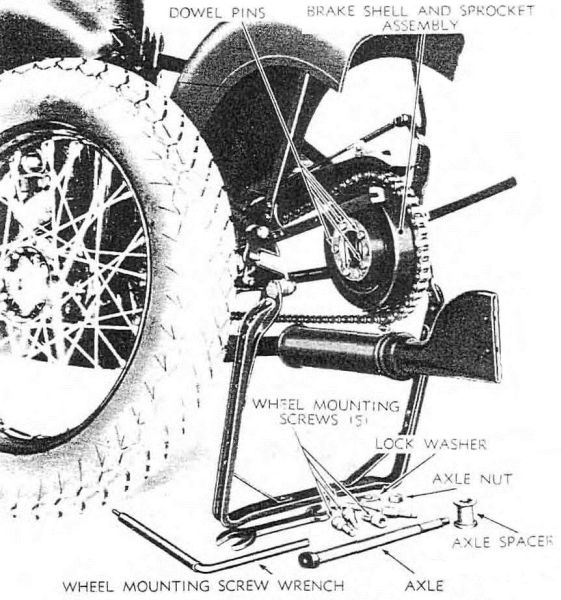 DOWEL PINS
BRAKE SHELL AND SPROCKET
ASSEMBLY
WHEEL MOUNTING
SCREWS (5)
LOCK WASHER
AXLE NUT
AXLE SPACER
WHEEL MOUNTING SCREW WRENCH
AXLE